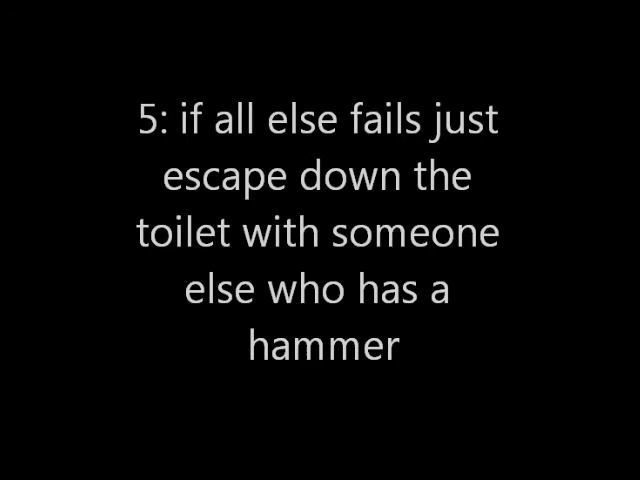 5: if all else fails just
escape down the
toilet with someone
else who has a
hammer